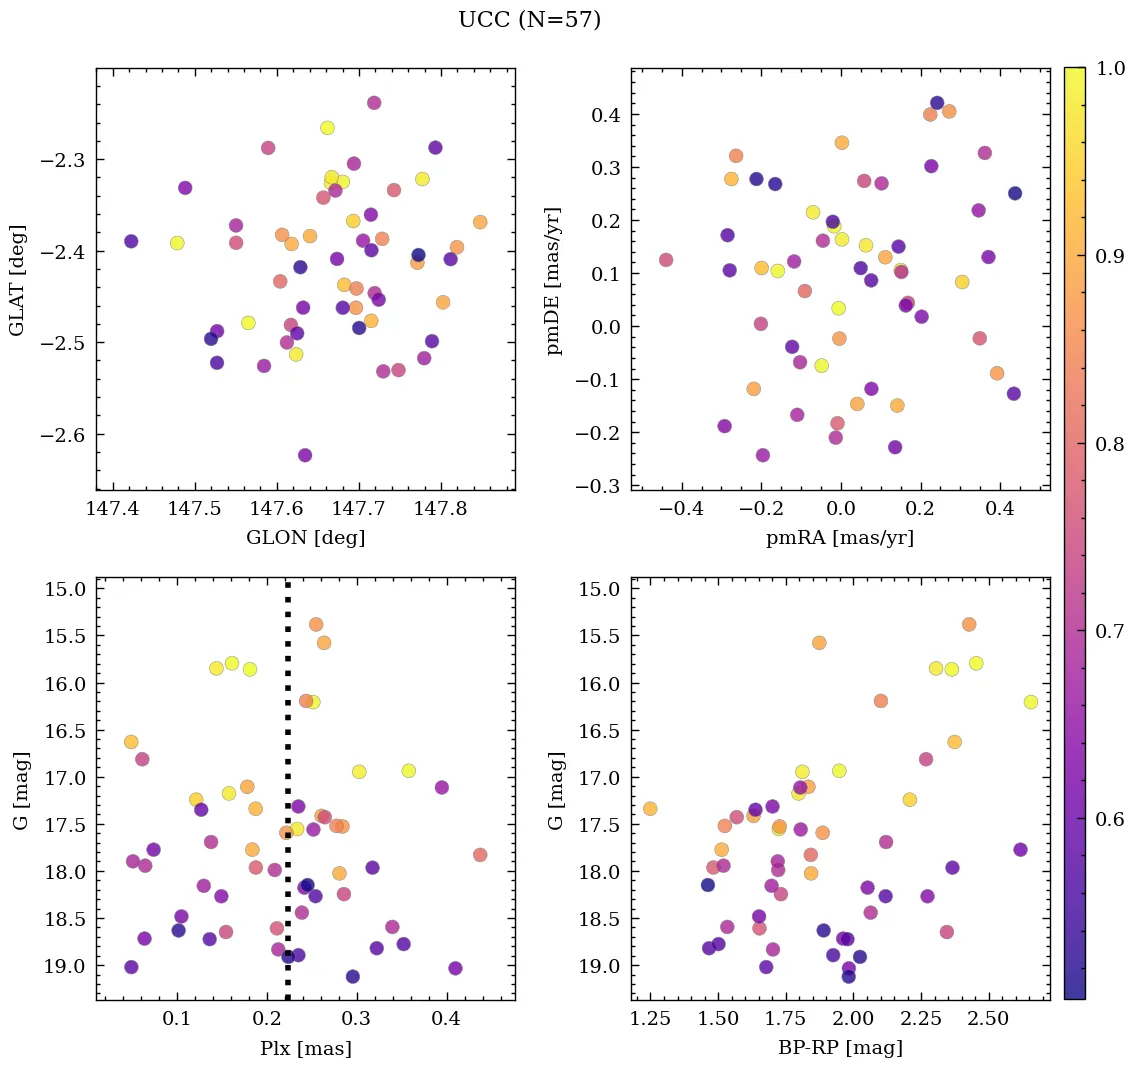 UCC (N=57)
−2.3
−2.4
−2.5
−2.6
GLAT [deg]
147.4 147.5 147.6 147.7 147.8
GLON [deg]
0.4
0.3
0.2
0.1
0.0
−0.1
−0.2
−0.3
pmDE [mas/yr]
−0.4 −0.2 0.0 0.2 0.4
pmRA [mas/yr]
15.0
15.5
16.0
16.5
17.0
17.5
18.0
18.5
19.0
G [mag]
0.1 0.2 0.3 0.4
Plx [mas]
15.0
15.5
16.0
16.5
17.0
17.5
18.0
18.5
19.0
G [mag]
1.25 1.50 1.75 2.00 2.25 2.50
BP-RP [mag]
1.0
0.9
0.8
0.7
0.6